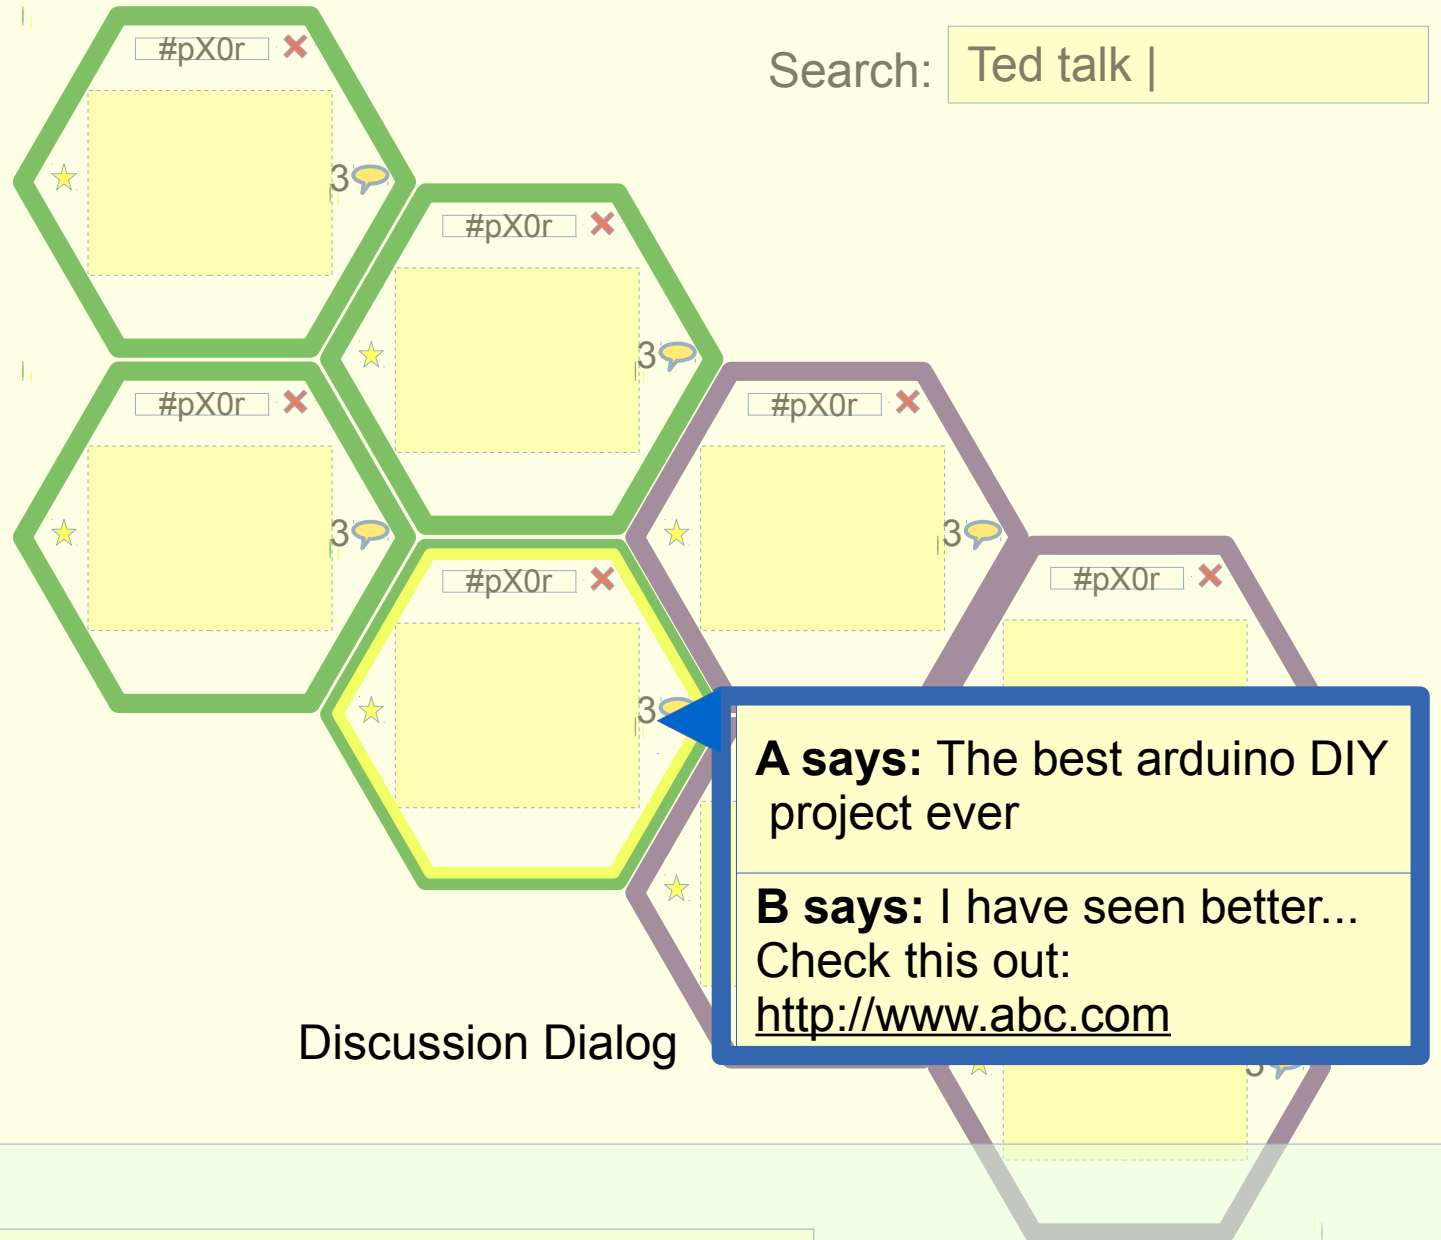 #pX0r
Search: Ted talk |
3
#pX0r
3
#pX0r
3
#pX0r
3
#pX0r
3
#pX0r
A says: The best arduino DIY
project ever
B says: I have seen better...
Check this out:
http://www.abc.com
Discussion Dialog